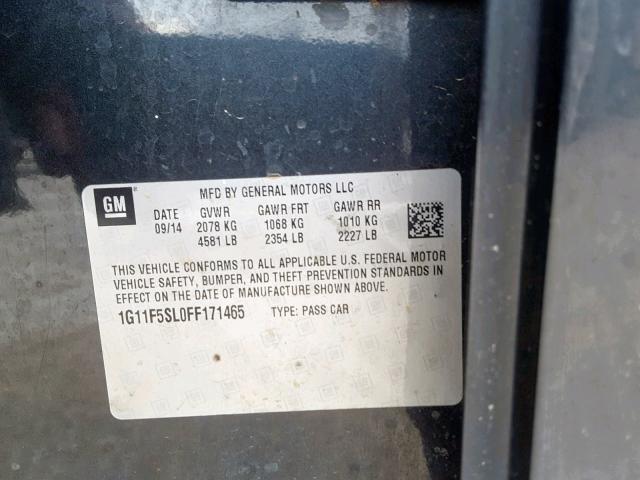 GM MFD BY GENERAL MOTORS LLC
DATE GVWR GAWR FRT GAWR RR
09/14 2078 KG 1068 KG 1010 KG
4581 LB 2354 LB 2227 LB
THIS VEHICLE CONFORMS TO ALL APPLICABLE U.S. FEDERAL MOTOR
VEHICLE SAFETY, BUMPER, AND THEFT PREVENTION STANDARDS IN
EFFECT ON THE DATE OF MANUFACTURE SHOWN ABOVE.
1G11F5SL0FF171465 TYPE: PASS CAR